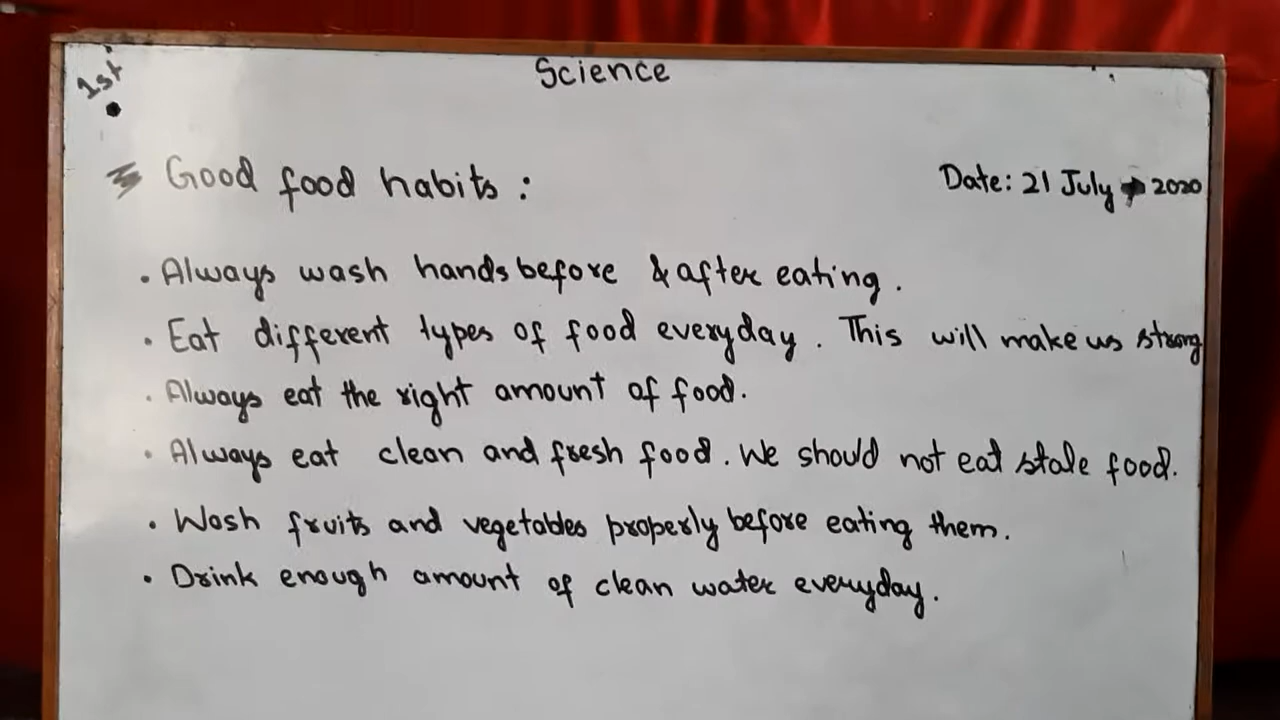 1st
Science
Good food habits :
Date: 21 July 2020
• Always wash hands before & after eating.
• Eat different types of food everyday. This will make us strong
• Always eat the right amount of food.
• Always eat clean and fresh food. We should not eat stale food.
• Wash fruits and vegetables properly before eating them.
• Drink enough amount of clean water everyday.